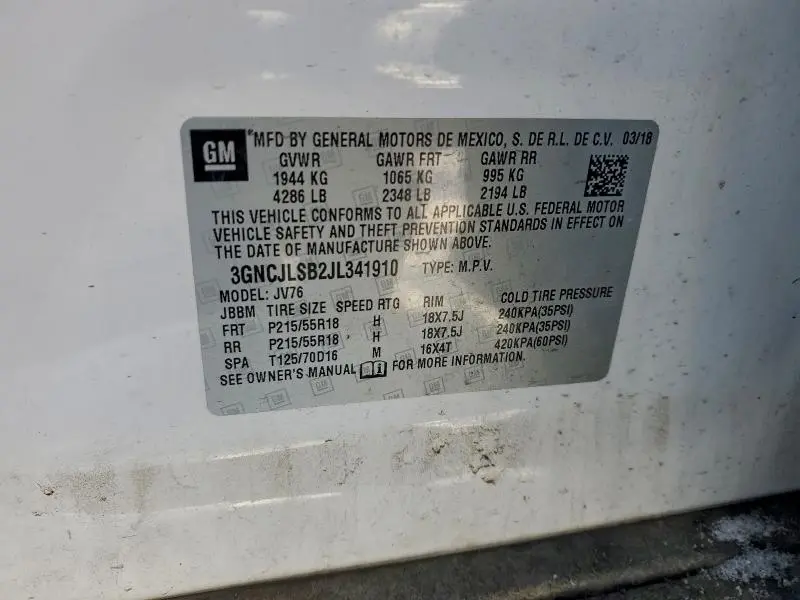 GM *MFD BY GENERAL MOTORS DE MEXICO, S. DE R.L. DE C.V. 03/18
GVWR GAWR FRT GAWR RR
1944 KG 1065 KG 995 KG
4286 LB 2348 LB 2194 LB
THIS VEHICLE CONFORMS TO ALL APPLICABLE U.S. FEDERAL MOTOR
VEHICLE SAFETY AND THEFT PREVENTION STANDARDS IN EFFECT ON
THE DATE OF MANUFACTURE SHOWN ABOVE.
3GNCJLSB2JL341910 TYPE: M.P.V.
MODEL: JV76
JBBM TIRE SIZE SPEED RTG RIM COLD TIRE PRESSURE
FRT P215/55R18 H 18X7.5J 240KPA(35PSI)
RR P215/55R18 H 18X7.5J 240KPA(35PSI)
SPA T125/70D16 M 16X4T 420KPA(60PSI)
SEE OWNER'S MANUAL FOR MORE INFORMATION.